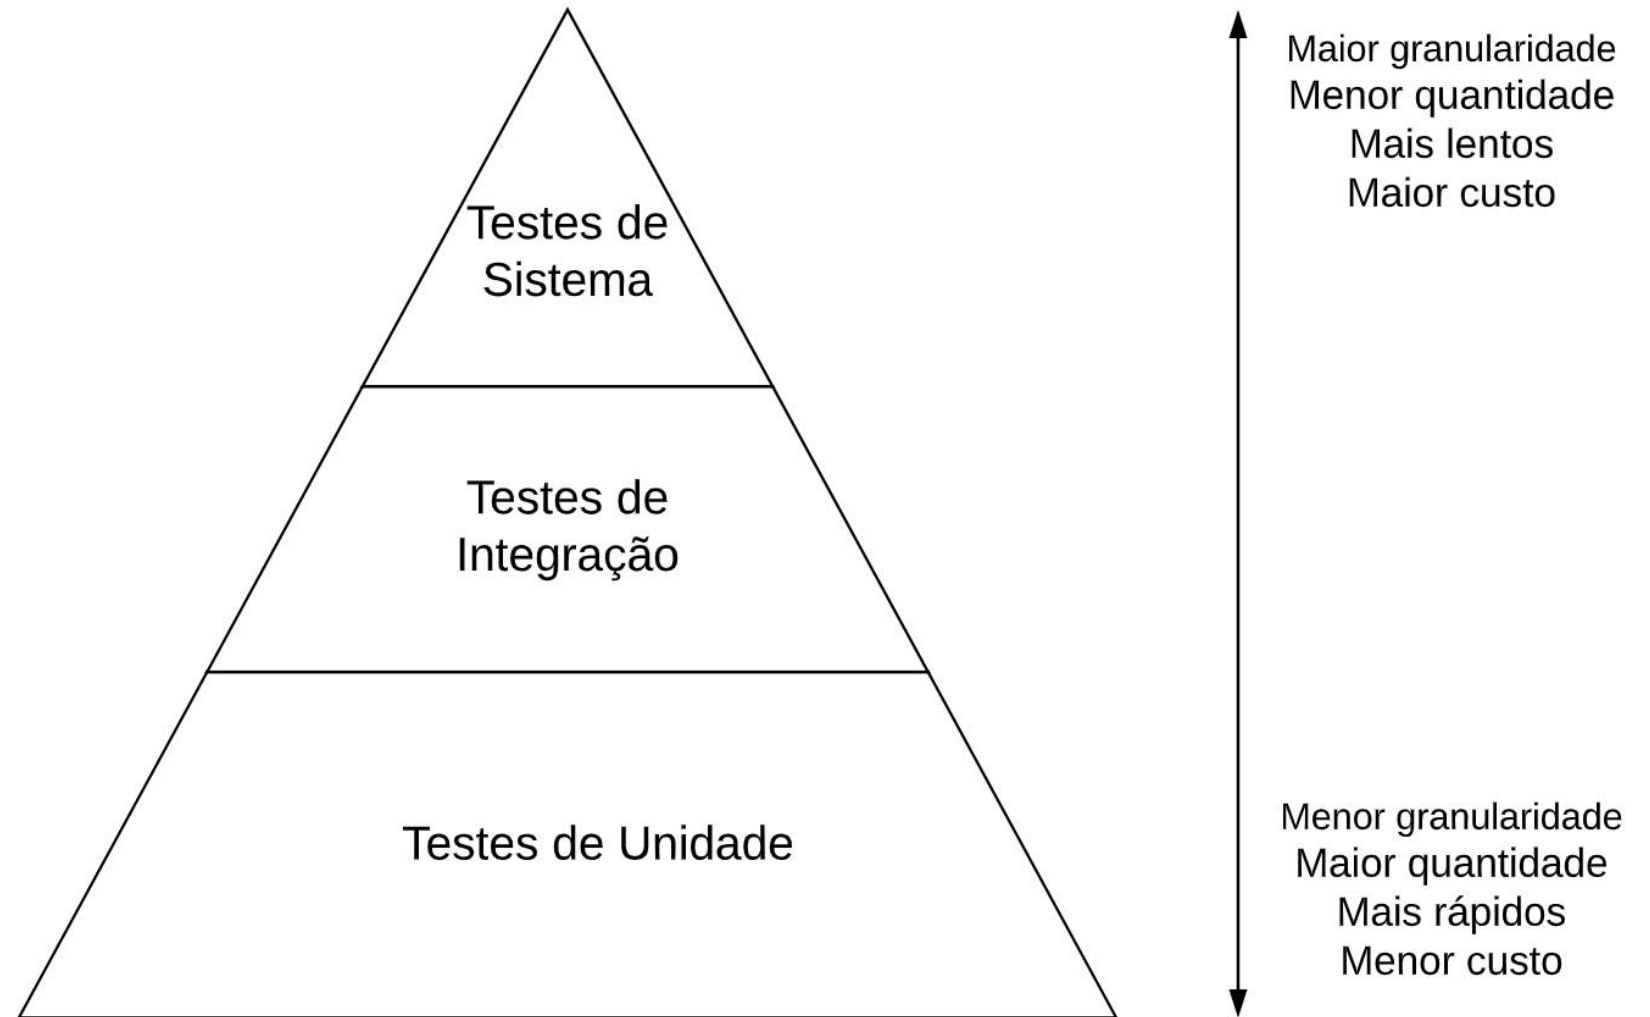 Testes de
Sistema
Testes de
Integração
Testes de Unidade
Maior granularidade
Menor quantidade
Mais lentos
Maior custo
Menor granularidade
Maior quantidade
Mais rápidos
Menor custo